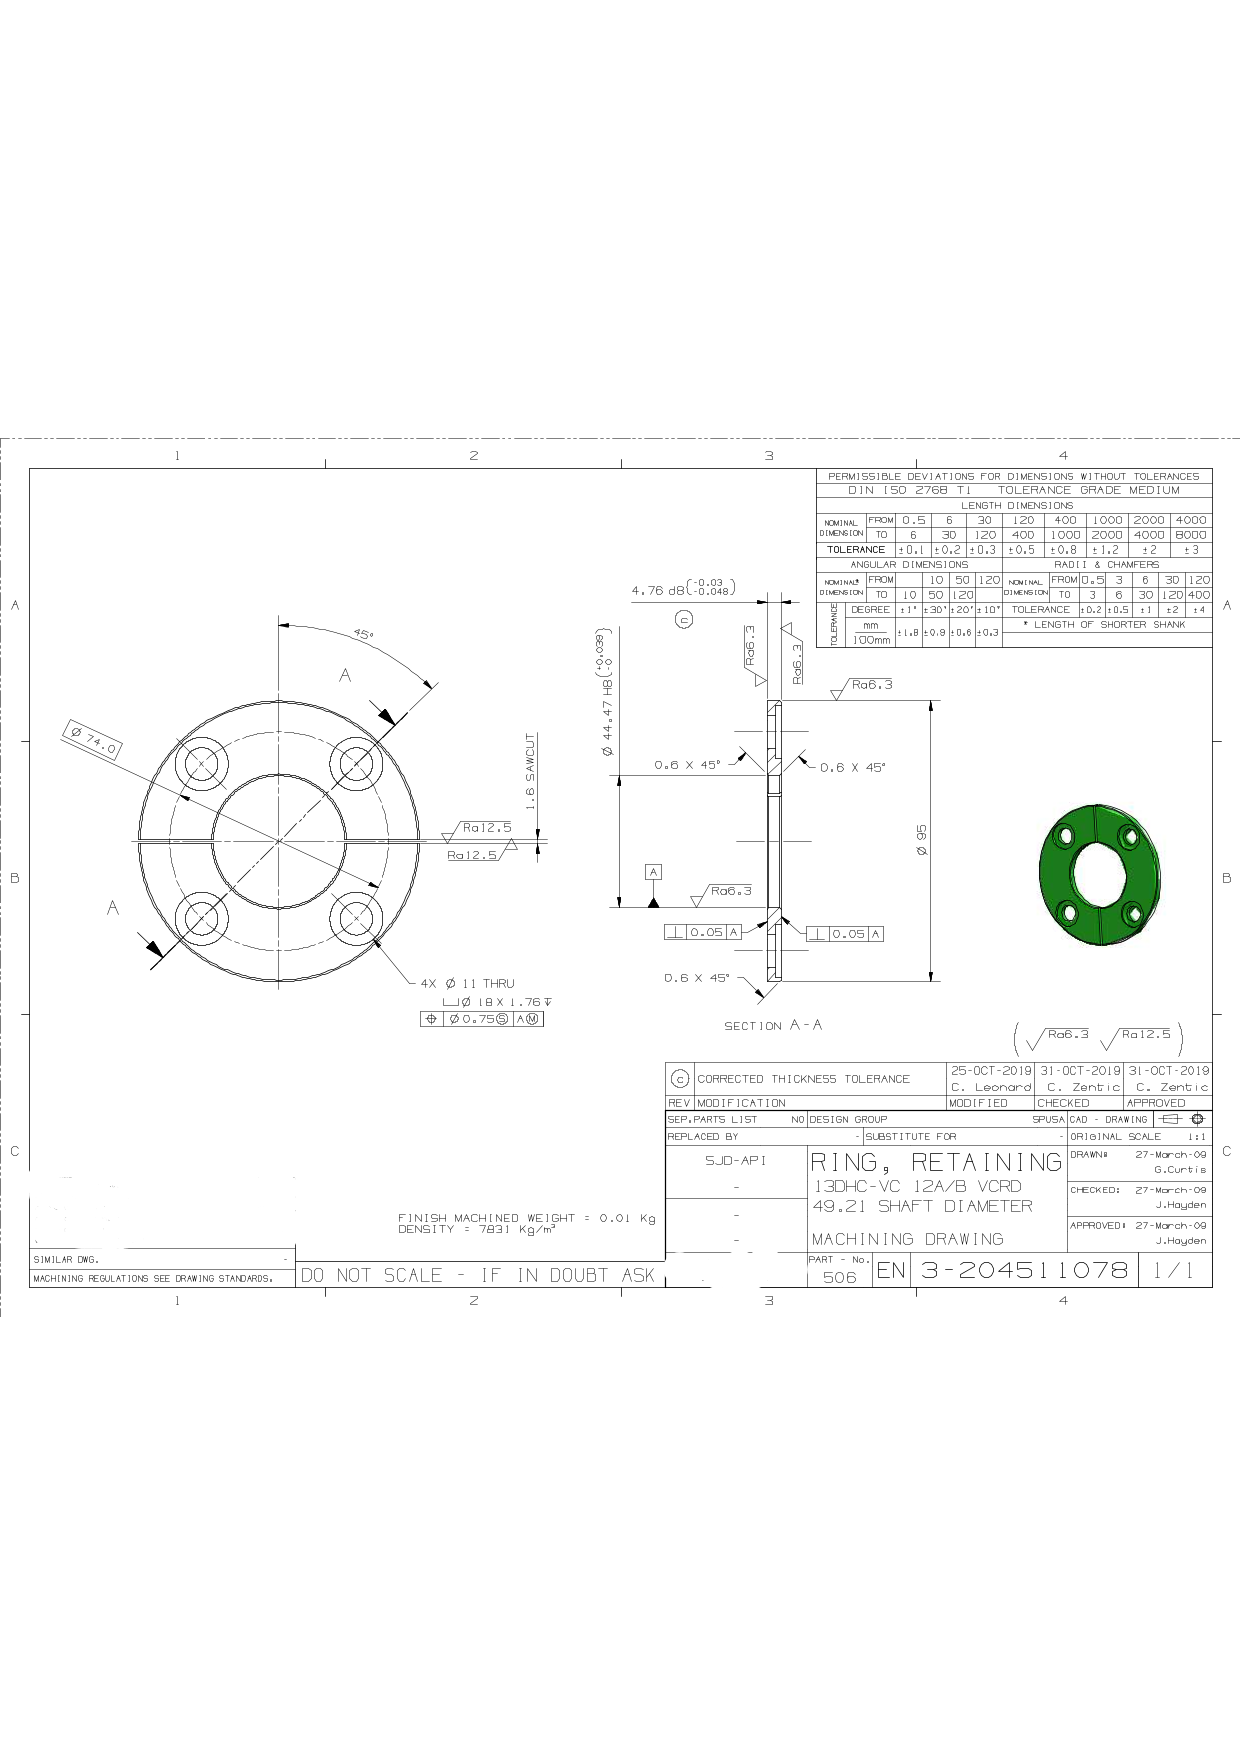 1 2 3 4
PERMISSIBLE DEVIATIONS FOR DIMENSIONS WITHOUT TOLERANCES
DIN ISO 2768 T1 TOLERANCE GRADE MEDIUM
LENGTH DIMENSIONS
NOMINAL DIMENSION
FROM 0.5 6 30 120 400 1000 2000 4000
TO 6 30 120 400 1000 2000 4000 8000
TOLERANCE ±0.1 ±0.2 ±0.3 ±0.5 ±0.8 ±1.2 ±2 ±3
ANGULAR DIMENSIONS RADII & CHAMFERS
NOMINAL* DIMENSION
FROM 10 50 120
TO 10 50 120
NOMINAL DIMENSION
FROM 0.5 3 6 30 120
TO 3 6 30 120 400
TOLERANCE
DEGREE ±1° ±30' ±20' ±10'
TOLERANCE ±0.2 ±0.5 ±1 ±2 ±4
mm
100mm
±1.8 ±0.9 ±0.6 ±0.3
* LENGTH OF SHORTER SHANK
A
A
45°
A
Ø 74.0
1.6 SAWCUT
Ra12.5
Ra12.5
A
4X Ø 11 THRU
⌴Ø 18 X 1.76↧
⌖ Ø0.75Ⓢ AⓂ
4.76 d8(-0.03
-0.048)
Ø 44.47 H8(+0.039
-0)
Ra6.3
Ra6.3
Ra6.3
0.6 X 45°
0.6 X 45°
Ø 95
A
Ra6.3
⊥ 0.05 A
⊥ 0.05 A
0.6 X 45°
SECTION A-A
B
B
(Ra6.3 Ra12.5)
C CORRECTED THICKNESS TOLERANCE
25-OCT-2019 31-OCT-2019 31-OCT-2019
C. Leonard C. Zentic C. Zentic
REV MODIFICATION MODIFIED CHECKED APPROVED
SEP.PARTS LIST NO DESIGN GROUP SPUSA CAD - DRAWING
REPLACED BY - SUBSTITUTE FOR - ORIGINAL SCALE 1:1
C
C
SJD-API
-
-
-
RING, RETAINING
13DHC-VC 12A/B VCRD
49.21 SHAFT DIAMETER
MACHINING DRAWING
DRAWN: 27-March-09
G.Curtis
CHECKED: 27-March-09
J.Hayden
APPROVED: 27-March-09
J.Hayden
FINISH MACHINED WEIGHT = 0.01 Kg
DENSITY = 7831 Kg/m³
SIMILAR DWG. -
MACHINING REGULATIONS SEE DRAWING STANDARDS.
DO NOT SCALE - IF IN DOUBT ASK
PART - No.
506
EN 3-204511078 1/1
1 2 3 4